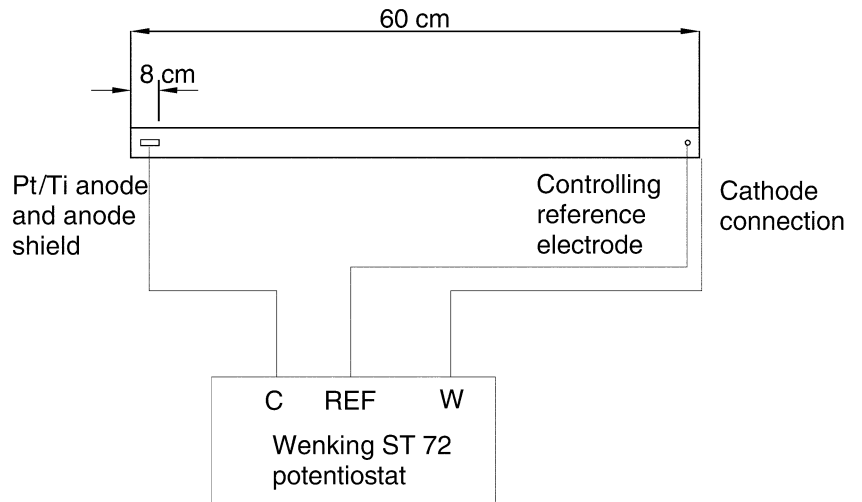 60 cm
8 cm
Pt/Ti anode
and anode
shield
Controlling
reference
electrode
Cathode
connection
C REF W
Wenking ST 72
potentiostat